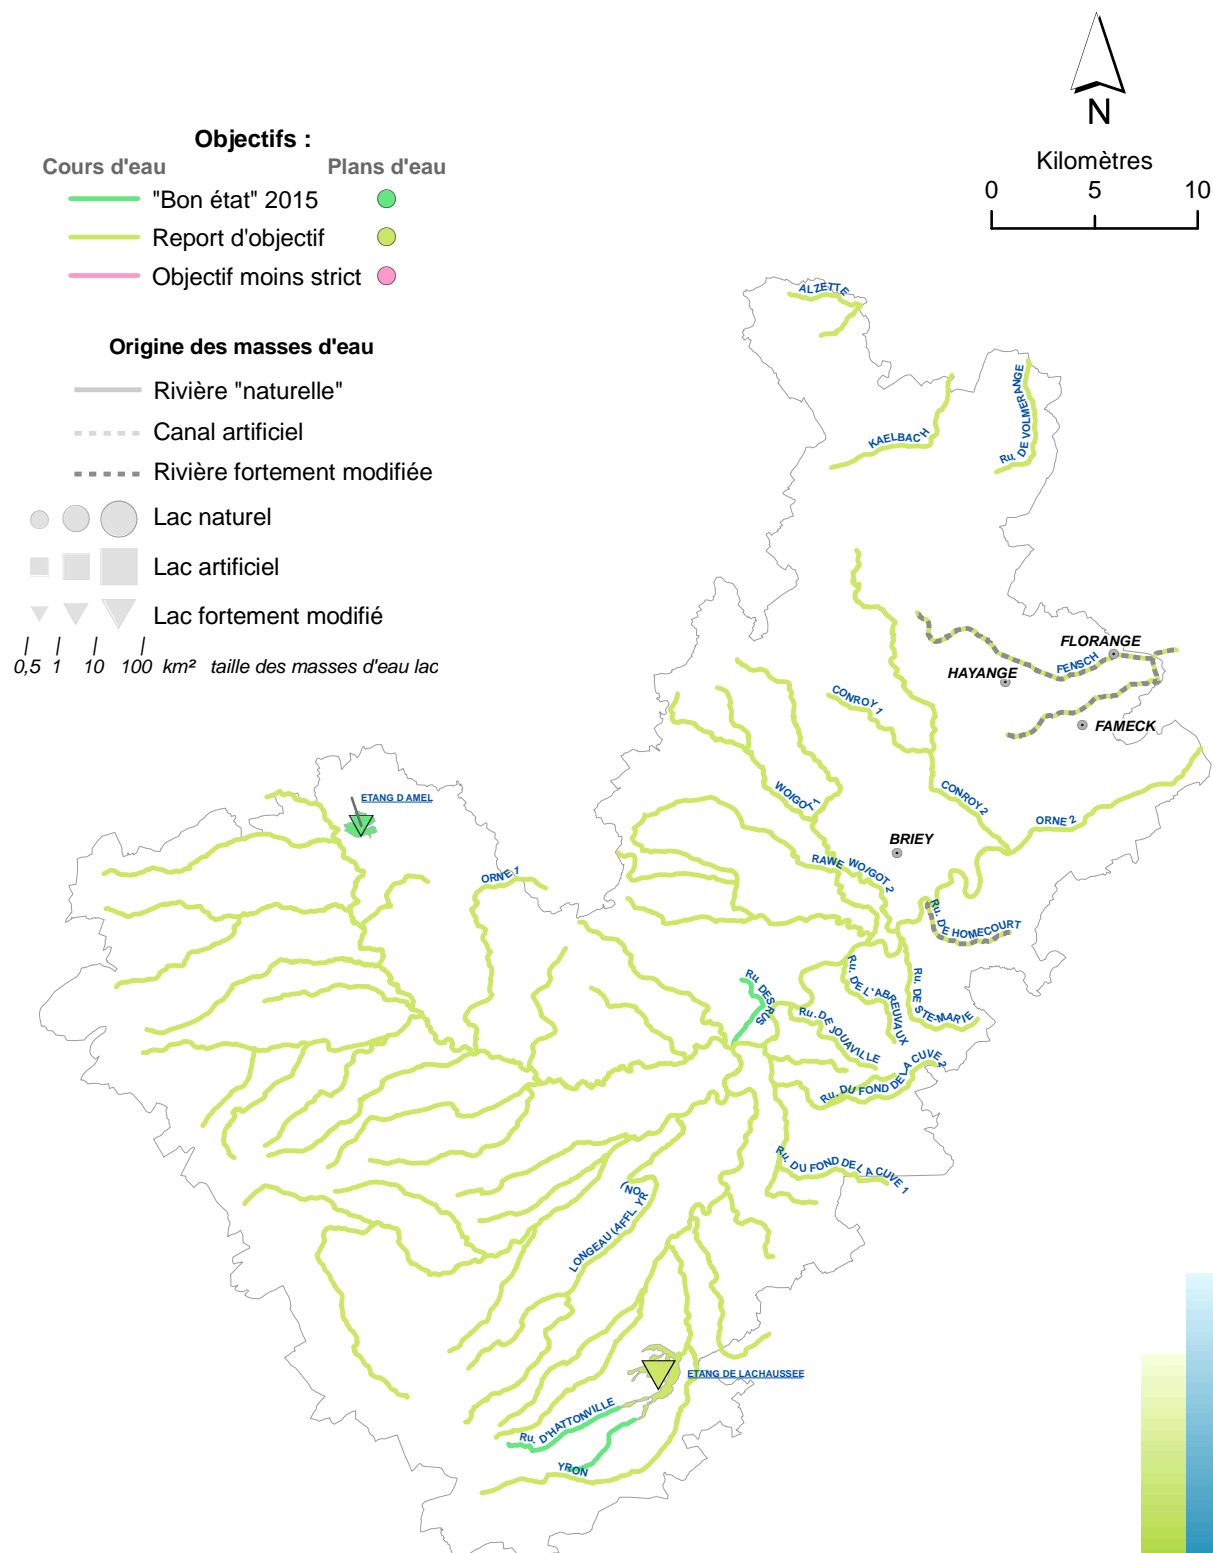 N
Kilomètres
0 5 10
Objectifs :
Cours d'eau Plans d'eau
"Bon état" 2015
Report d'objectif
Objectif moins strict
Origine des masses d'eau
Rivière "naturelle"
Canal artificiel
Rivière fortement modifiée
Lac naturel
Lac artificiel
Lac fortement modifié
0,5 1 10 100 km² taille des masses d'eau lac
ALZETTE
KAELBACH
Ru. DE VOLMERANGE
FLORANGE
FENSCH
HAYANGE
FAMECK
CONROY 1
WOIGOT 1
CONROY 2
ORNE 2
BRIEY
ETANG D AMEL
ORNE 1
RAWE
WOIGOT 2
Ru. DE HOMECOURT
Ru. DES RUS
Ru. DE L'ABREUVAUX
Ru. DE STE-MARIE
Ru. DE JOUAVILLE
Ru. DU FOND DE LA CUVE 2
Ru. DU FOND DE LA CUVE 1
LONGEAU (AFFL. YR
ON)
ETANG DE LACHAUSSEE
Ru. D'HATTONVILLE
YRON